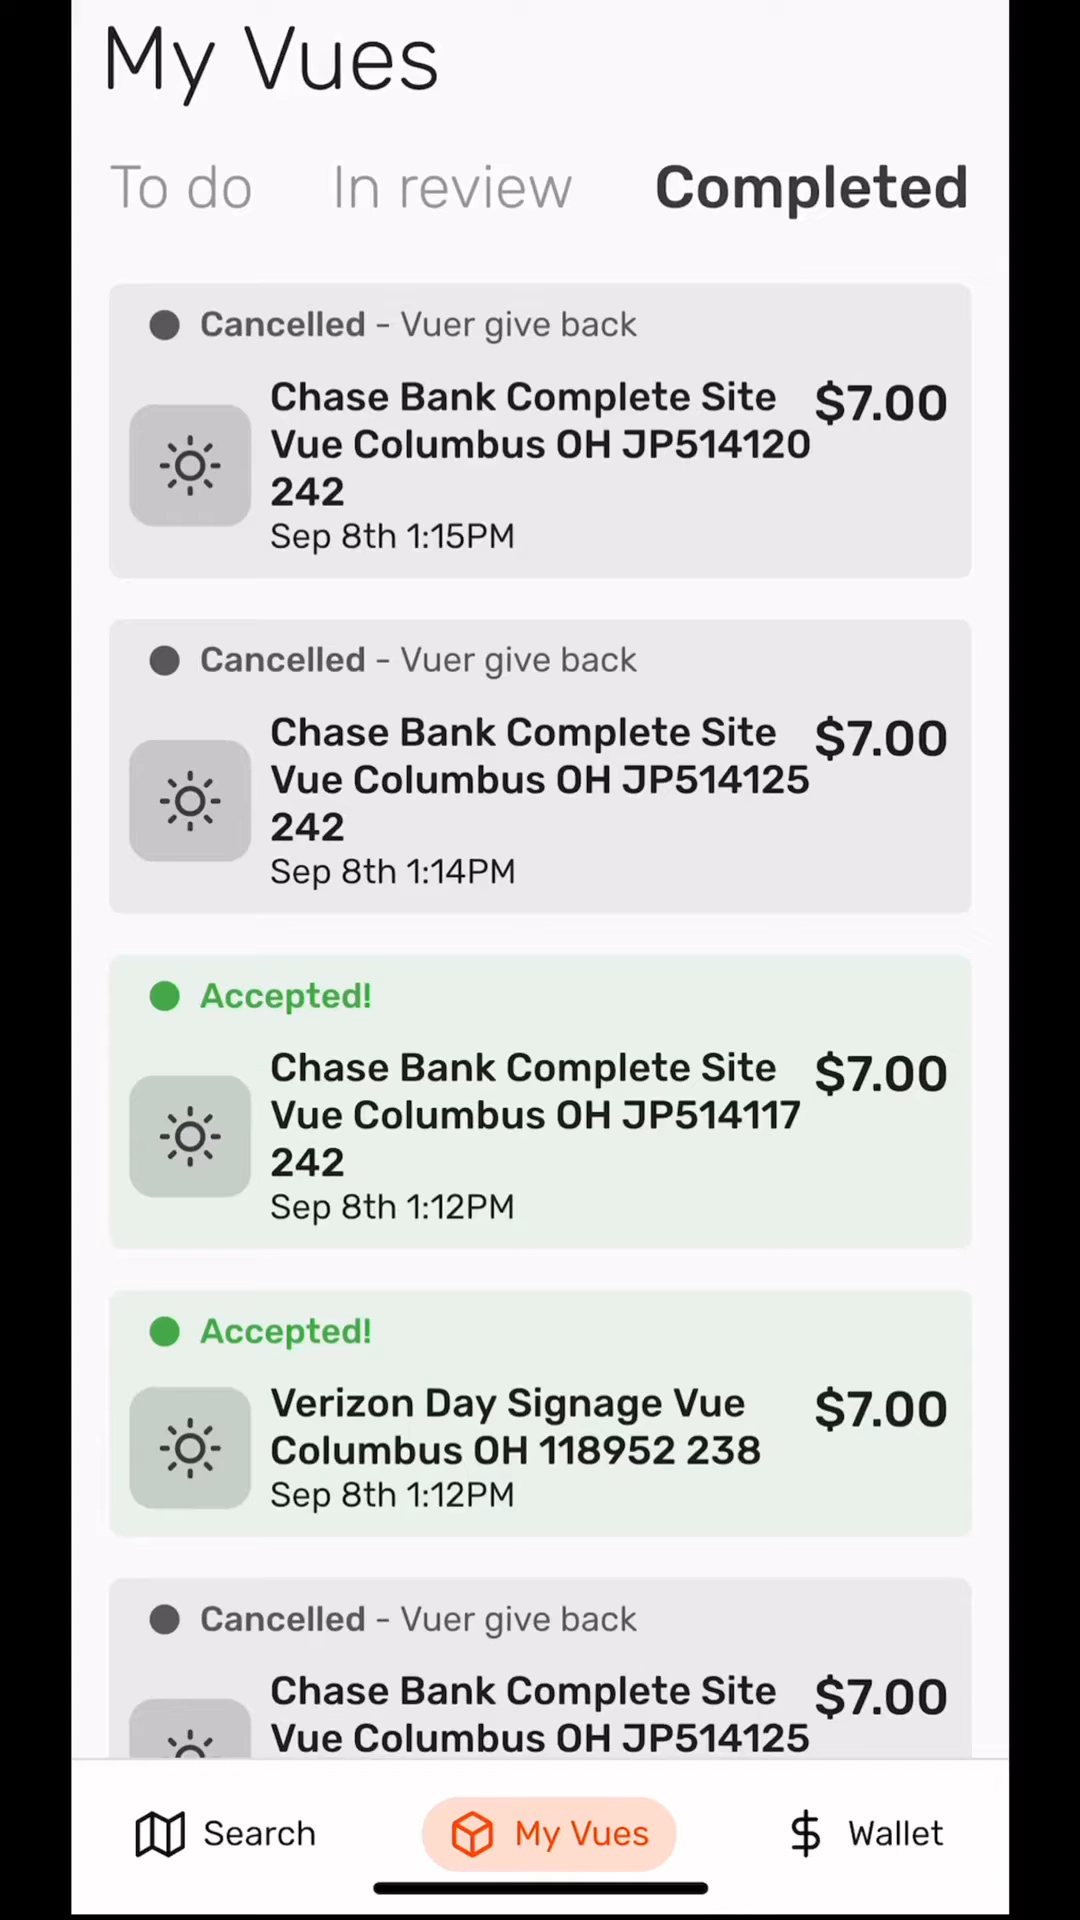 My Vues
To do In review Completed
Cancelled - Vuer give back
Chase Bank Complete Site $7.00
Vue Columbus OH JP514120
242
Sep 8th 1:15PM
Cancelled - Vuer give back
Chase Bank Complete Site $7.00
Vue Columbus OH JP514125
242
Sep 8th 1:14PM
Accepted!
Chase Bank Complete Site $7.00
Vue Columbus OH JP514117
242
Sep 8th 1:12PM
Accepted!
Verizon Day Signage Vue $7.00
Columbus OH 118952 238
Sep 8th 1:12PM
Cancelled - Vuer give back
Chase Bank Complete Site $7.00
Vue Columbus OH JP514125
Search My Vues Wallet